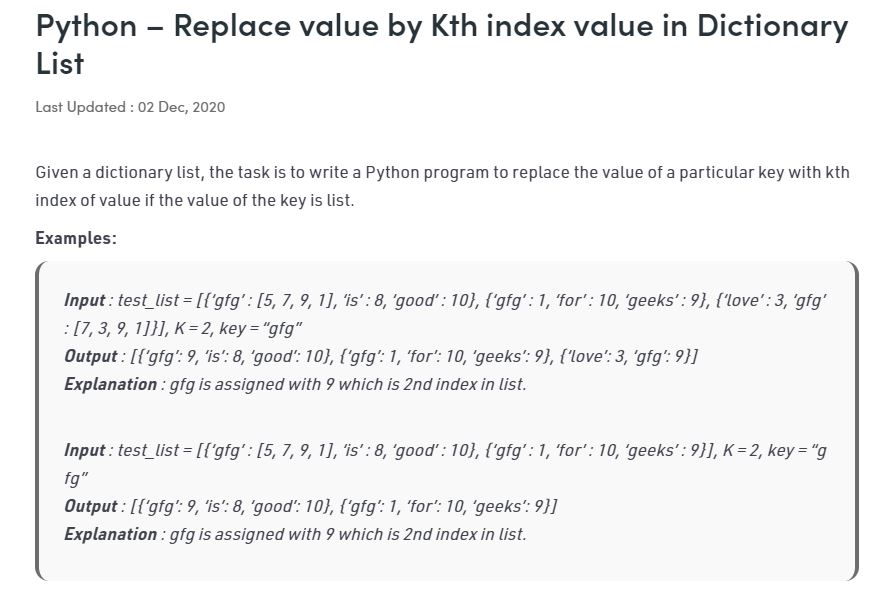 Python – Replace value by Kth index value in Dictionary
List
Last Updated : 02 Dec, 2020
Given a dictionary list, the task is to write a Python program to replace the value of a particular key with kth
index of value if the value of the key is list.
Examples:
Input : test_list = [{‘gfg’ : [5, 7, 9, 1], ‘is’ : 8, ‘good’ : 10}, {‘gfg’ : 1, ‘for’ : 10, ‘geeks’ : 9}, {‘love’ : 3, ‘gfg’
: [7, 3, 9, 1]}], K = 2, key = “gfg”
Output : [{‘gfg’: 9, ‘is’: 8, ‘good’: 10}, {‘gfg’: 1, ‘for’: 10, ‘geeks’: 9}, {‘love’: 3, ‘gfg’: 9}]
Explanation : gfg is assigned with 9 which is 2nd index in list.
Input : test_list = [{‘gfg’ : [5, 7, 9, 1], ‘is’ : 8, ‘good’ : 10}, {‘gfg’ : 1, ‘for’ : 10, ‘geeks’ : 9}], K = 2, key = “g
fg”
Output : [{‘gfg’: 9, ‘is’: 8, ‘good’: 10}, {‘gfg’: 1, ‘for’: 10, ‘geeks’: 9}]
Explanation : gfg is assigned with 9 which is 2nd index in list.